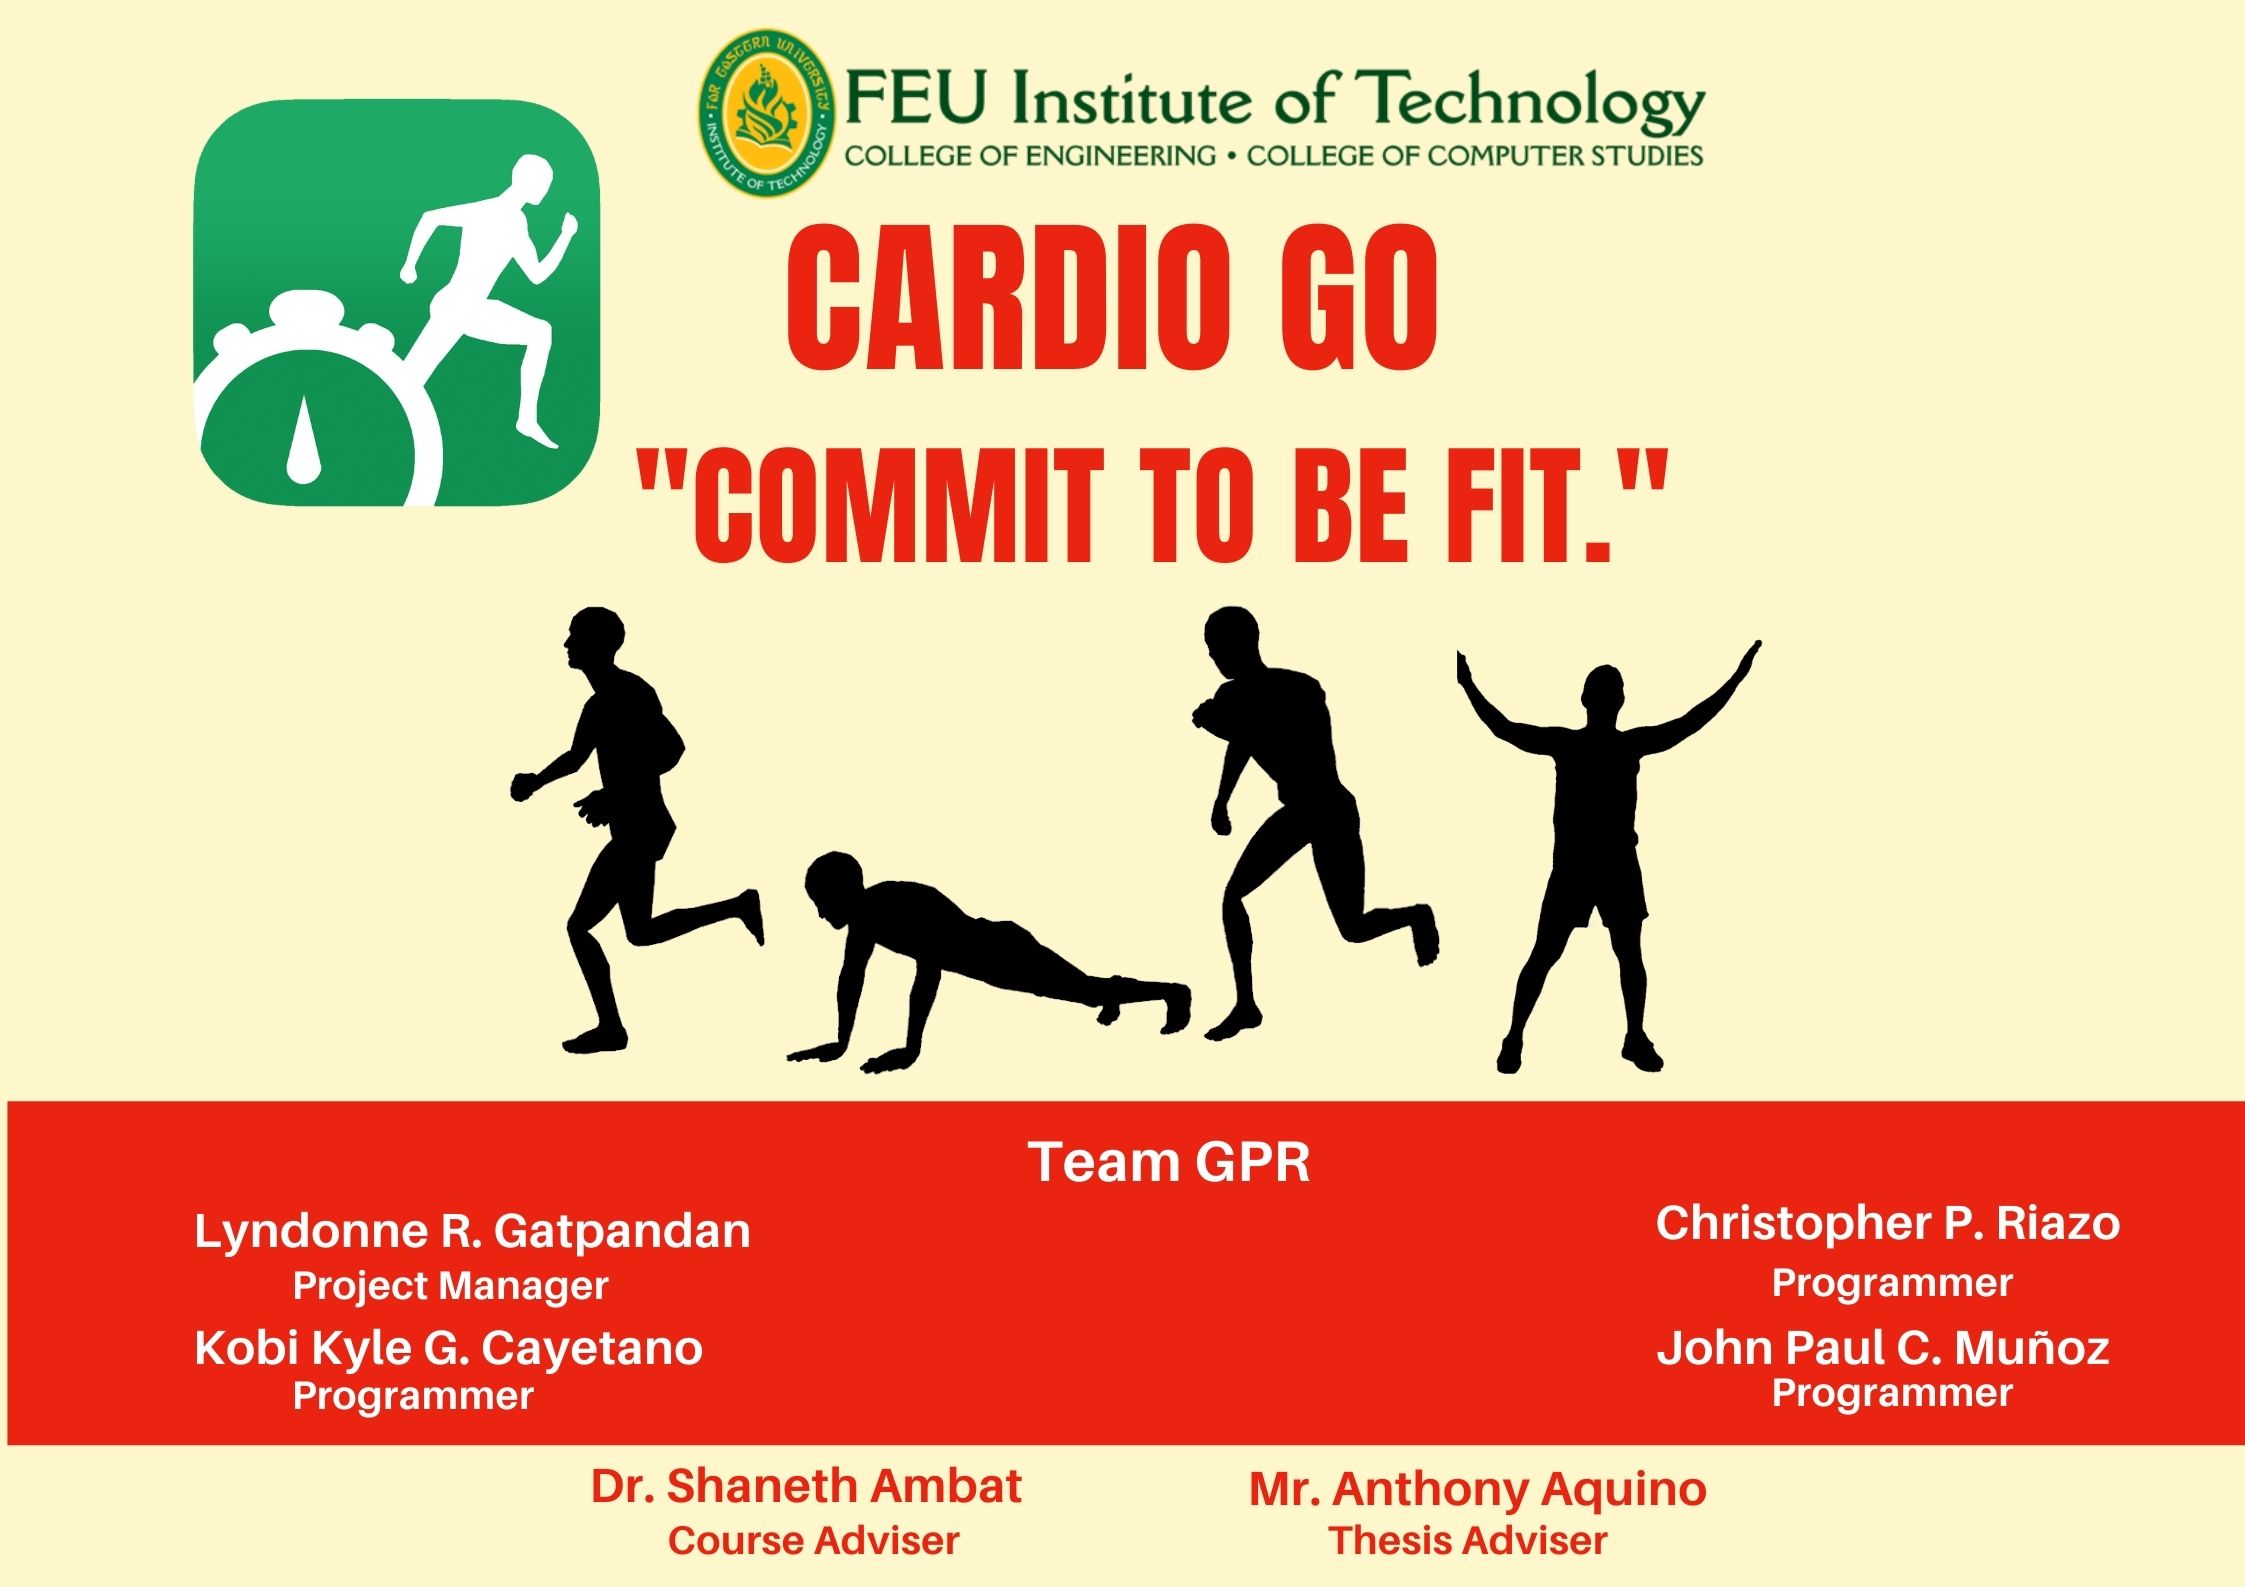 FAR EASTERN UNIVERSITY • INSTITUTE OF TECHNOLOGY •
FEU Institute of Technology
COLLEGE OF ENGINEERING • COLLEGE OF COMPUTER STUDIES
CARDIO GO
"COMMIT TO BE FIT."
Team GPR
Lyndonne R. Gatpandan
Project Manager
Kobi Kyle G. Cayetano
Programmer
Christopher P. Riazo
Programmer
John Paul C. Muñoz
Programmer
Dr. Shaneth Ambat
Course Adviser
Mr. Anthony Aquino
Thesis Adviser